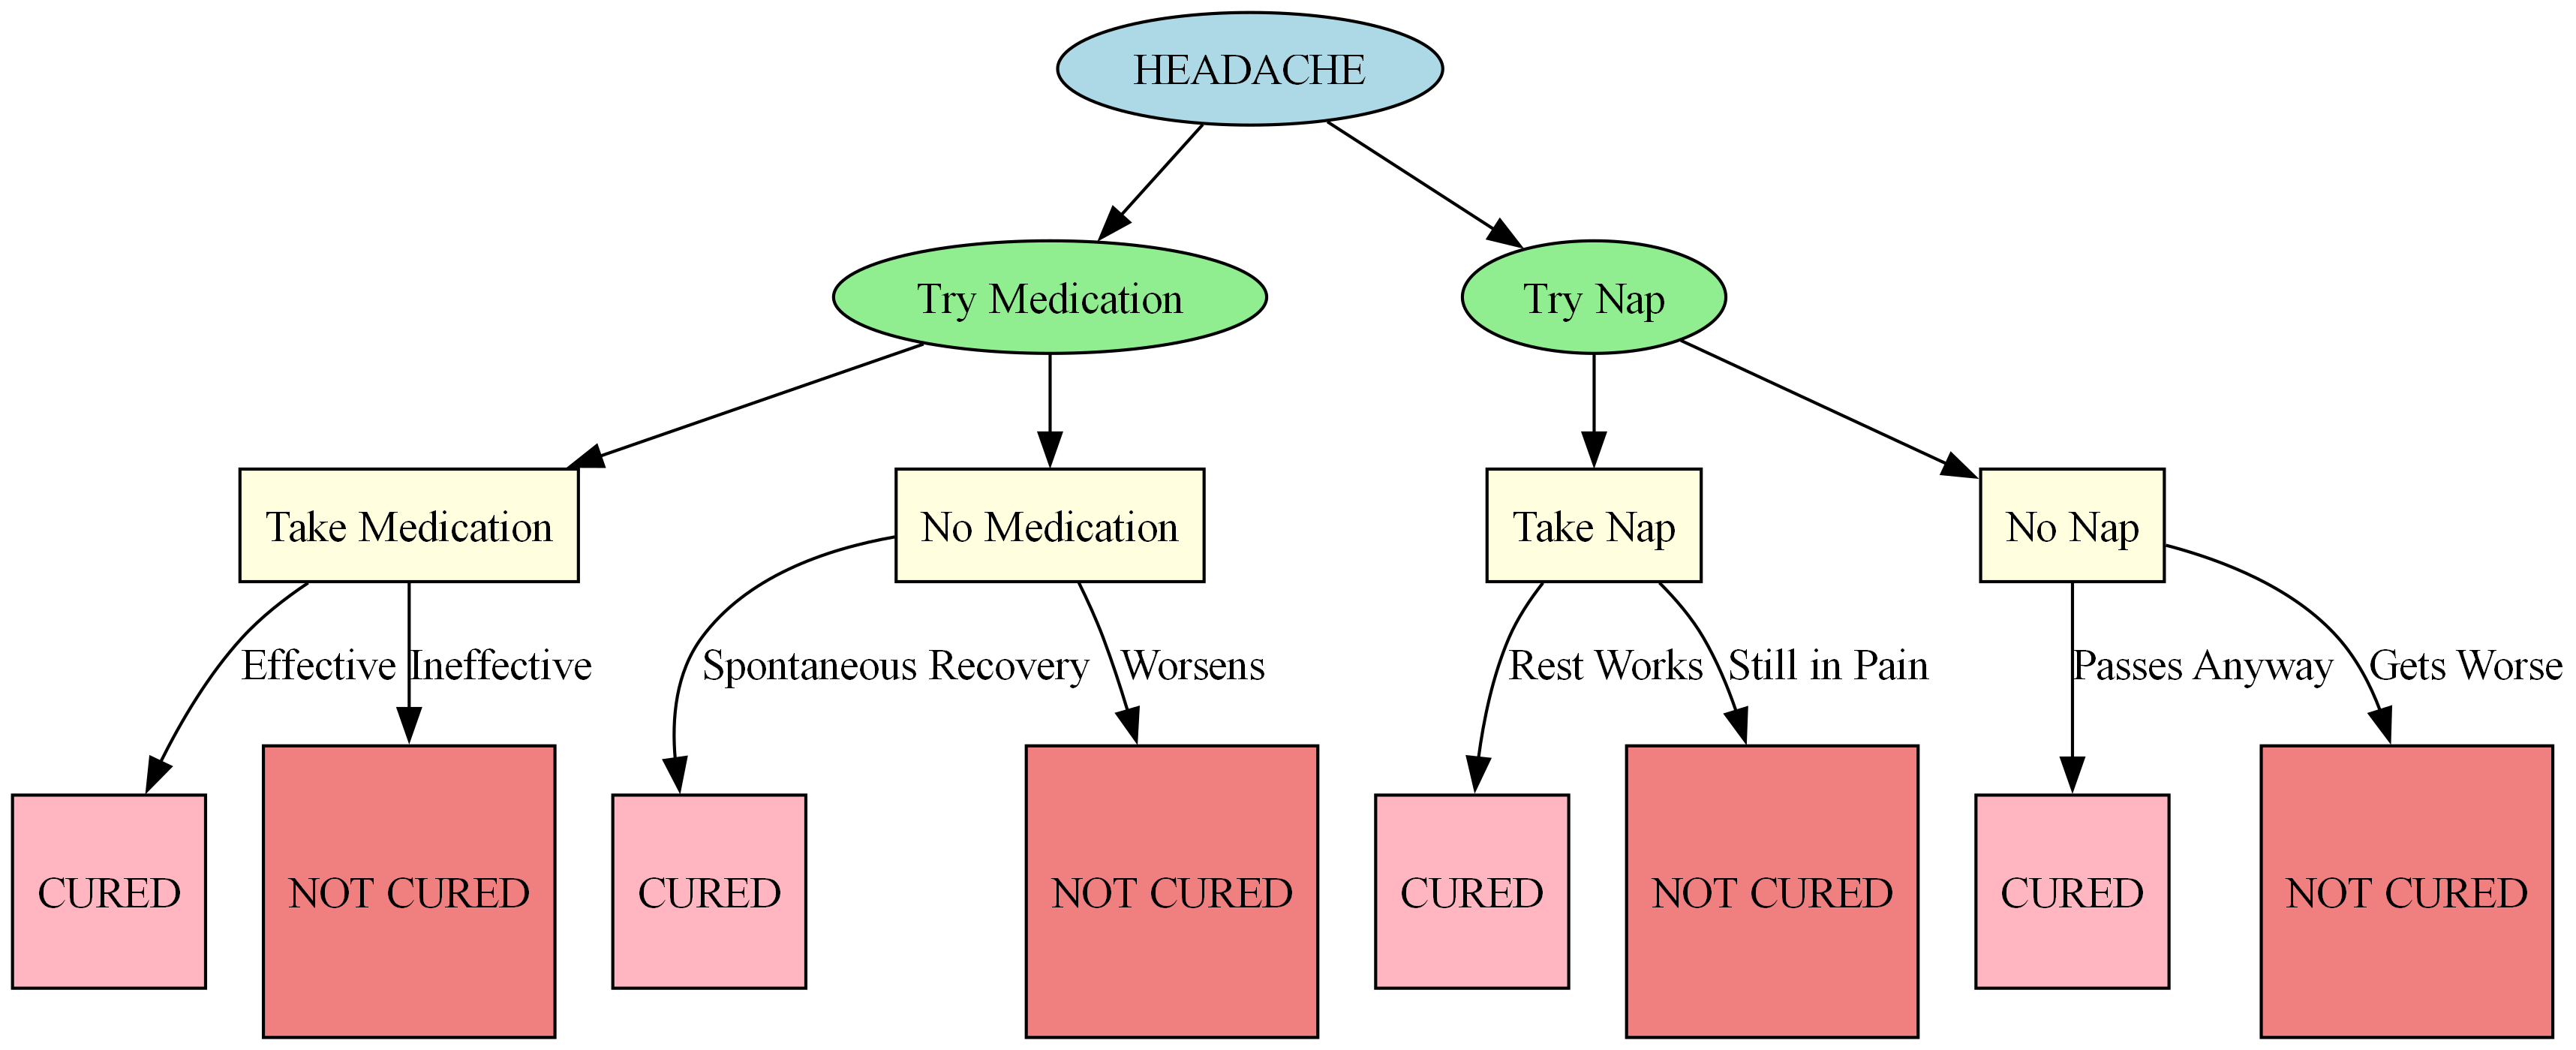 HEADACHE
Try Medication
Try Nap
Take Medication
No Medication
Take Nap
No Nap
Effective
Ineffective
Spontaneous Recovery
Worsens
Rest Works
Still in Pain
Passes Anyway
Gets Worse
CURED
NOT CURED
CURED
NOT CURED
CURED
NOT CURED
CURED
NOT CURED